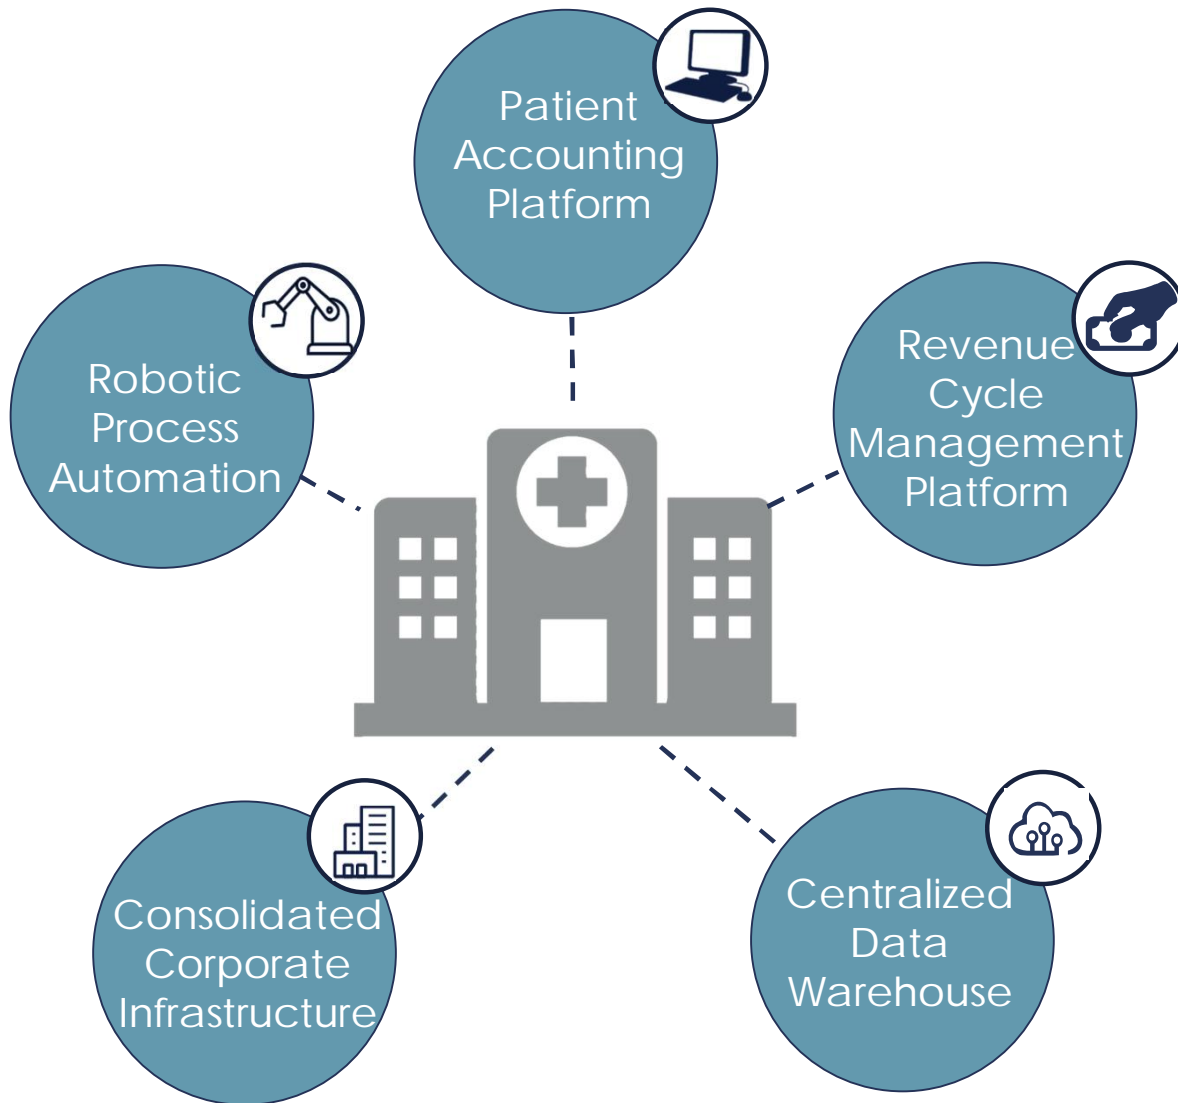 Patient
Accounting
Platform
Robotic
Process
Automation
Revenue
Cycle
Management
Platform
Consolidated
Corporate
Infrastructure
Centralized
Data
Warehouse